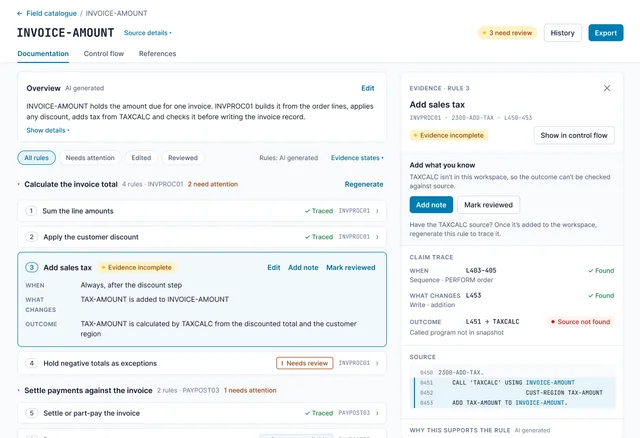 ← Field catalogue / INVOICE-AMOUNT
INVOICE-AMOUNT Source details
3 need review History Export
Documentation Control flow References
Overview AI generated Edit
INVOICE-AMOUNT holds the amount due for one invoice. INVPROC01 builds it from the order lines, applies
any discount, adds tax from TAXCALC and checks it before writing the invoice record.
Show details
All rules Needs attention Edited Reviewed Rules: AI generated Evidence states
Calculate the invoice total 4 rules · INVPROC01 2 need attention Regenerate
1 Sum the line amounts ✓ Traced INVPROC01 ›
2 Apply the customer discount ✓ Traced INVPROC01 ›
3 Add sales tax Evidence incomplete Edit Add note Mark reviewed
WHEN Always, after the discount step
WHAT CHANGES TAX-AMOUNT is added to INVOICE-AMOUNT
OUTCOME TAX-AMOUNT is calculated by TAXCALC from the discounted total and the customer
region
4 Hold negative totals as exceptions ! Needs review INVPROC01 ›
Settle payments against the invoice 2 rules · PAYPOST03 1 needs attention
5 Settle or part-pay the invoice ✓ Traced PAYPOST03 ›
EVIDENCE · RULE 3
Add sales tax
INVPROC01 · 2300-ADD-TAX · L450-453
Evidence incomplete Show in control flow
Add what you know
TAXCALC isn't in this workspace, so the outcome can't be checked
against source.
Add note Mark reviewed
Have the TAXCALC source? Once it's added to the workspace,
regenerate this rule to trace it.
CLAIM TRACE
WHEN L403-405 ✓ Found
Sequence · PERFORM order
WHAT CHANGES L453 ✓ Found
Write · addition
OUTCOME L451 → TAXCALC Source not found
Called program not in snapshot
SOURCE
0450 2300-ADD-TAX.
0451 CALL 'TAXCALC' USING INVOICE-AMOUNT
0452 CUST-REGION TAX-AMOUNT
0453 ADD TAX-AMOUNT TO INVOICE-AMOUNT.
WHY THIS SUPPORTS THE RULE AI generated